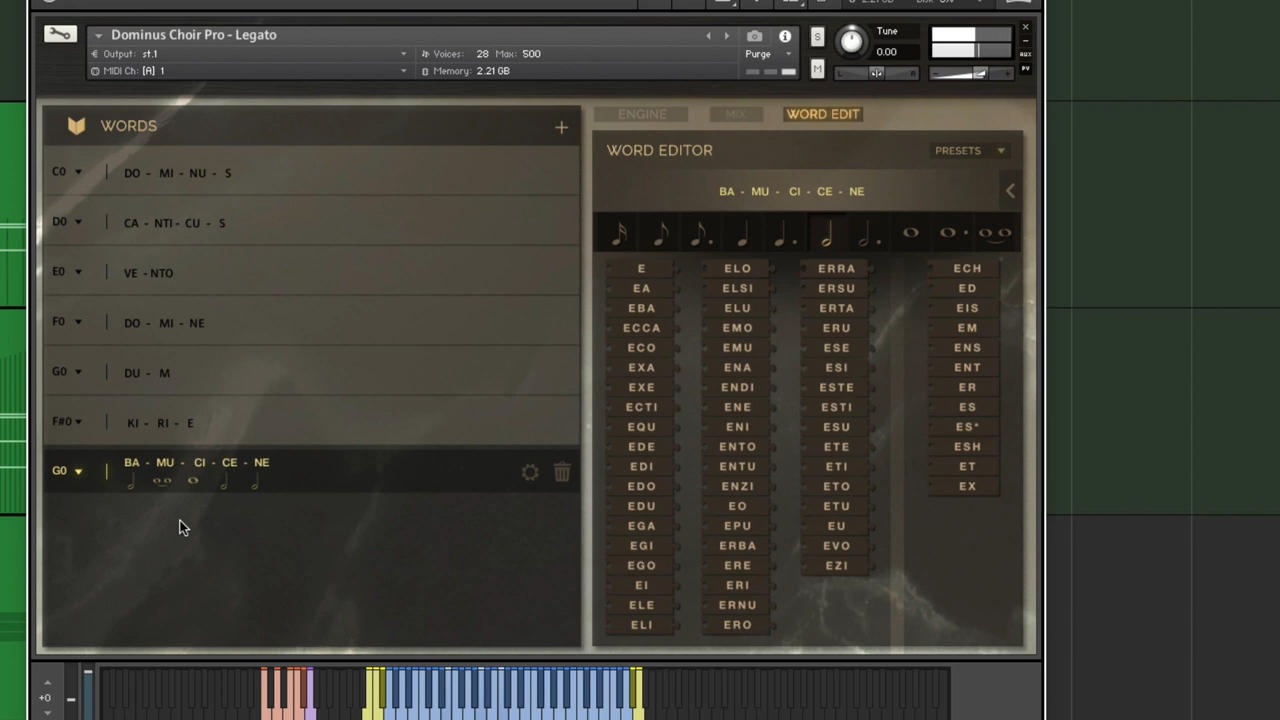 Dominus Choir Pro - Legato
Output: st.1
Voices: 28 Max: 500
Purge
MIDI Ch: [A] 1
Memory: 2.21 GB
S
M
Tune
0.00
L
R
AUX
PV
WORDS
+
C0 DO - MI - NU - S
D0 CA - NTI - CU - S
E0 VE - NTO
F0 DO - MI - NE
G0 DU - M
F#0 KI - RI - E
G0 BA - MU - CI - CE - NE
ENGINE MIX WORD EDIT
WORD EDITOR
PRESETS
BA - MU - CI - CE - NE
E ELO ERRA ECH
EA ELSI ERSU ED
EBA ELU ERTA EIS
ECCA EMO ERU EM
ECO EMU ESE ENS
EXA ENA ESI ENT
EXE ENDI ESTE ER
ECTI ENE ESTI ES
EQU ENI ESU ES*
EDE ENTO ETE ESH
EDI ENTU ETI ET
EDO ENZI ETO EX
EDU EO ETU
EGA EPU EU
EGI ERBA EVO
EGO ERE EZI
EI ERI
ELE ERNU
ELI ERO
+0